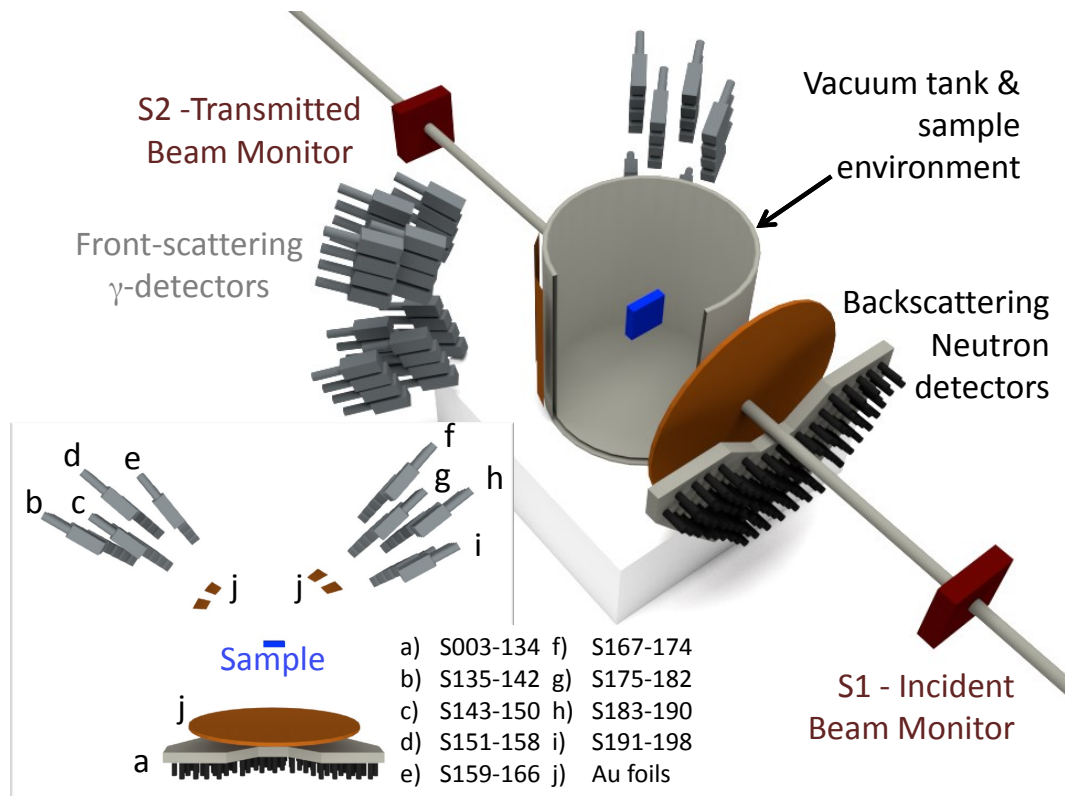 S2 -Transmitted
Beam Monitor
Vacuum tank &
sample
environment
Front-scattering
γ-detectors
Backscattering
Neutron
detectors
S1 - Incident
Beam Monitor
d
e
f
g
h
b
c
i
j
j
Sample
j
a
a) S003-134 f) S167-174
b) S135-142 g) S175-182
c) S143-150 h) S183-190
d) S151-158 i) S191-198
e) S159-166 j) Au foils